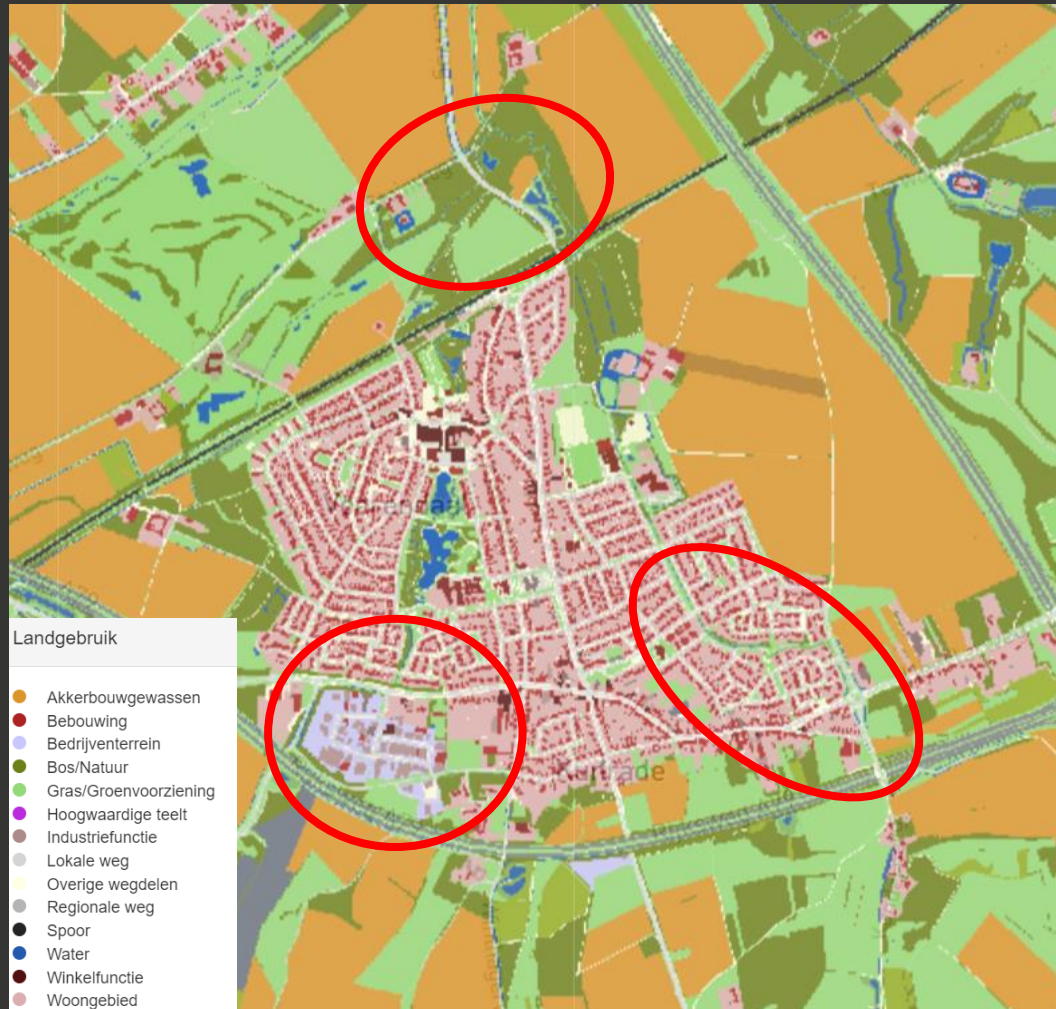 Landgebruik
Akkerbouwgewassen
Bebouwing
Bedrijventerrein
Bos/Natuur
Gras/Groenvoorziening
Hoogwaardige teelt
Industriefunctie
Lokale weg
Overige wegdelen
Regionale weg
Spoor
Water
Winkelfunctie
Woongebied